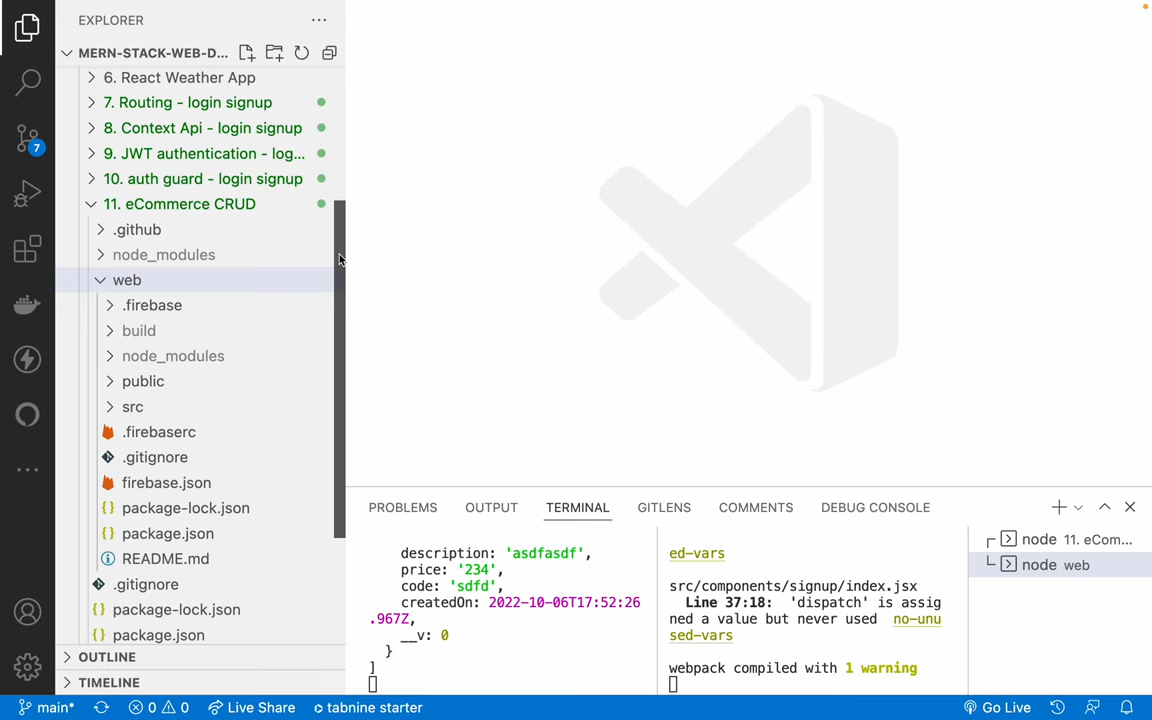 EXPLORER
MERN-STACK-WEB-D...
6. React Weather App
7. Routing - login signup
8. Context Api - login signup
9. JWT authentication - log...
10. auth guard - login signup
11. eCommerce CRUD
.github
node_modules
web
.firebase
build
node_modules
public
src
.firebaserc
.gitignore
firebase.json
package-lock.json
package.json
README.md
.gitignore
package-lock.json
package.json
OUTLINE
TIMELINE
7
PROBLEMS OUTPUT TERMINAL GITLENS COMMENTS DEBUG CONSOLE
description: 'asdfasdf',
price: '234',
code: 'sdfd',
createdOn: 2022-10-06T17:52:26
.967Z,
__v: 0
}
]
ed-vars
src/components/signup/index.jsx
Line 37:18: 'dispatch' is assig
ned a value but never used no-unu
sed-vars
webpack compiled with 1 warning
node 11. eCom...
node web
main* 0 0 Live Share tabnine starter Go Live